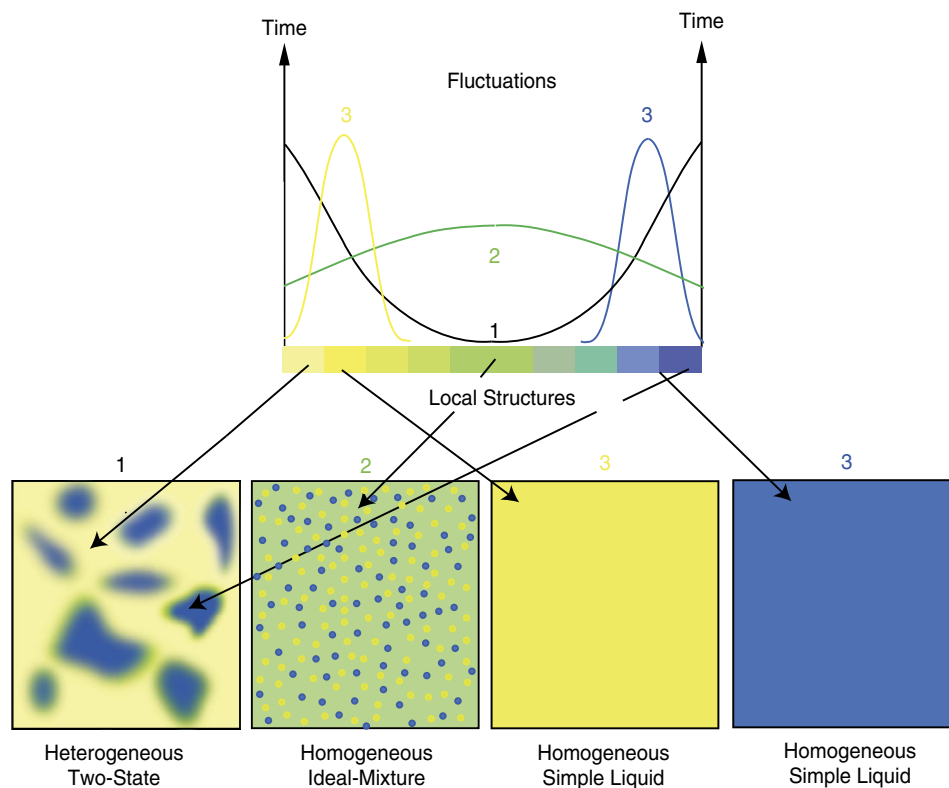 Time
Time
Fluctuations
3
3
2
1
Local Structures
1
2
3
3
Heterogeneous
Two-State
Homogeneous
Ideal-Mixture
Homogeneous
Simple Liquid
Homogeneous
Simple Liquid